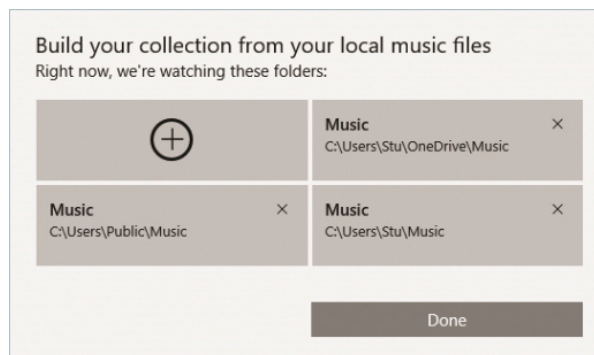 Build your collection from your local music files
Right now, we're watching these folders:
Music
C:\Users\Stu\OneDrive\Music
Music
C:\Users\Public\Music
Music
C:\Users\Stu\Music
Done